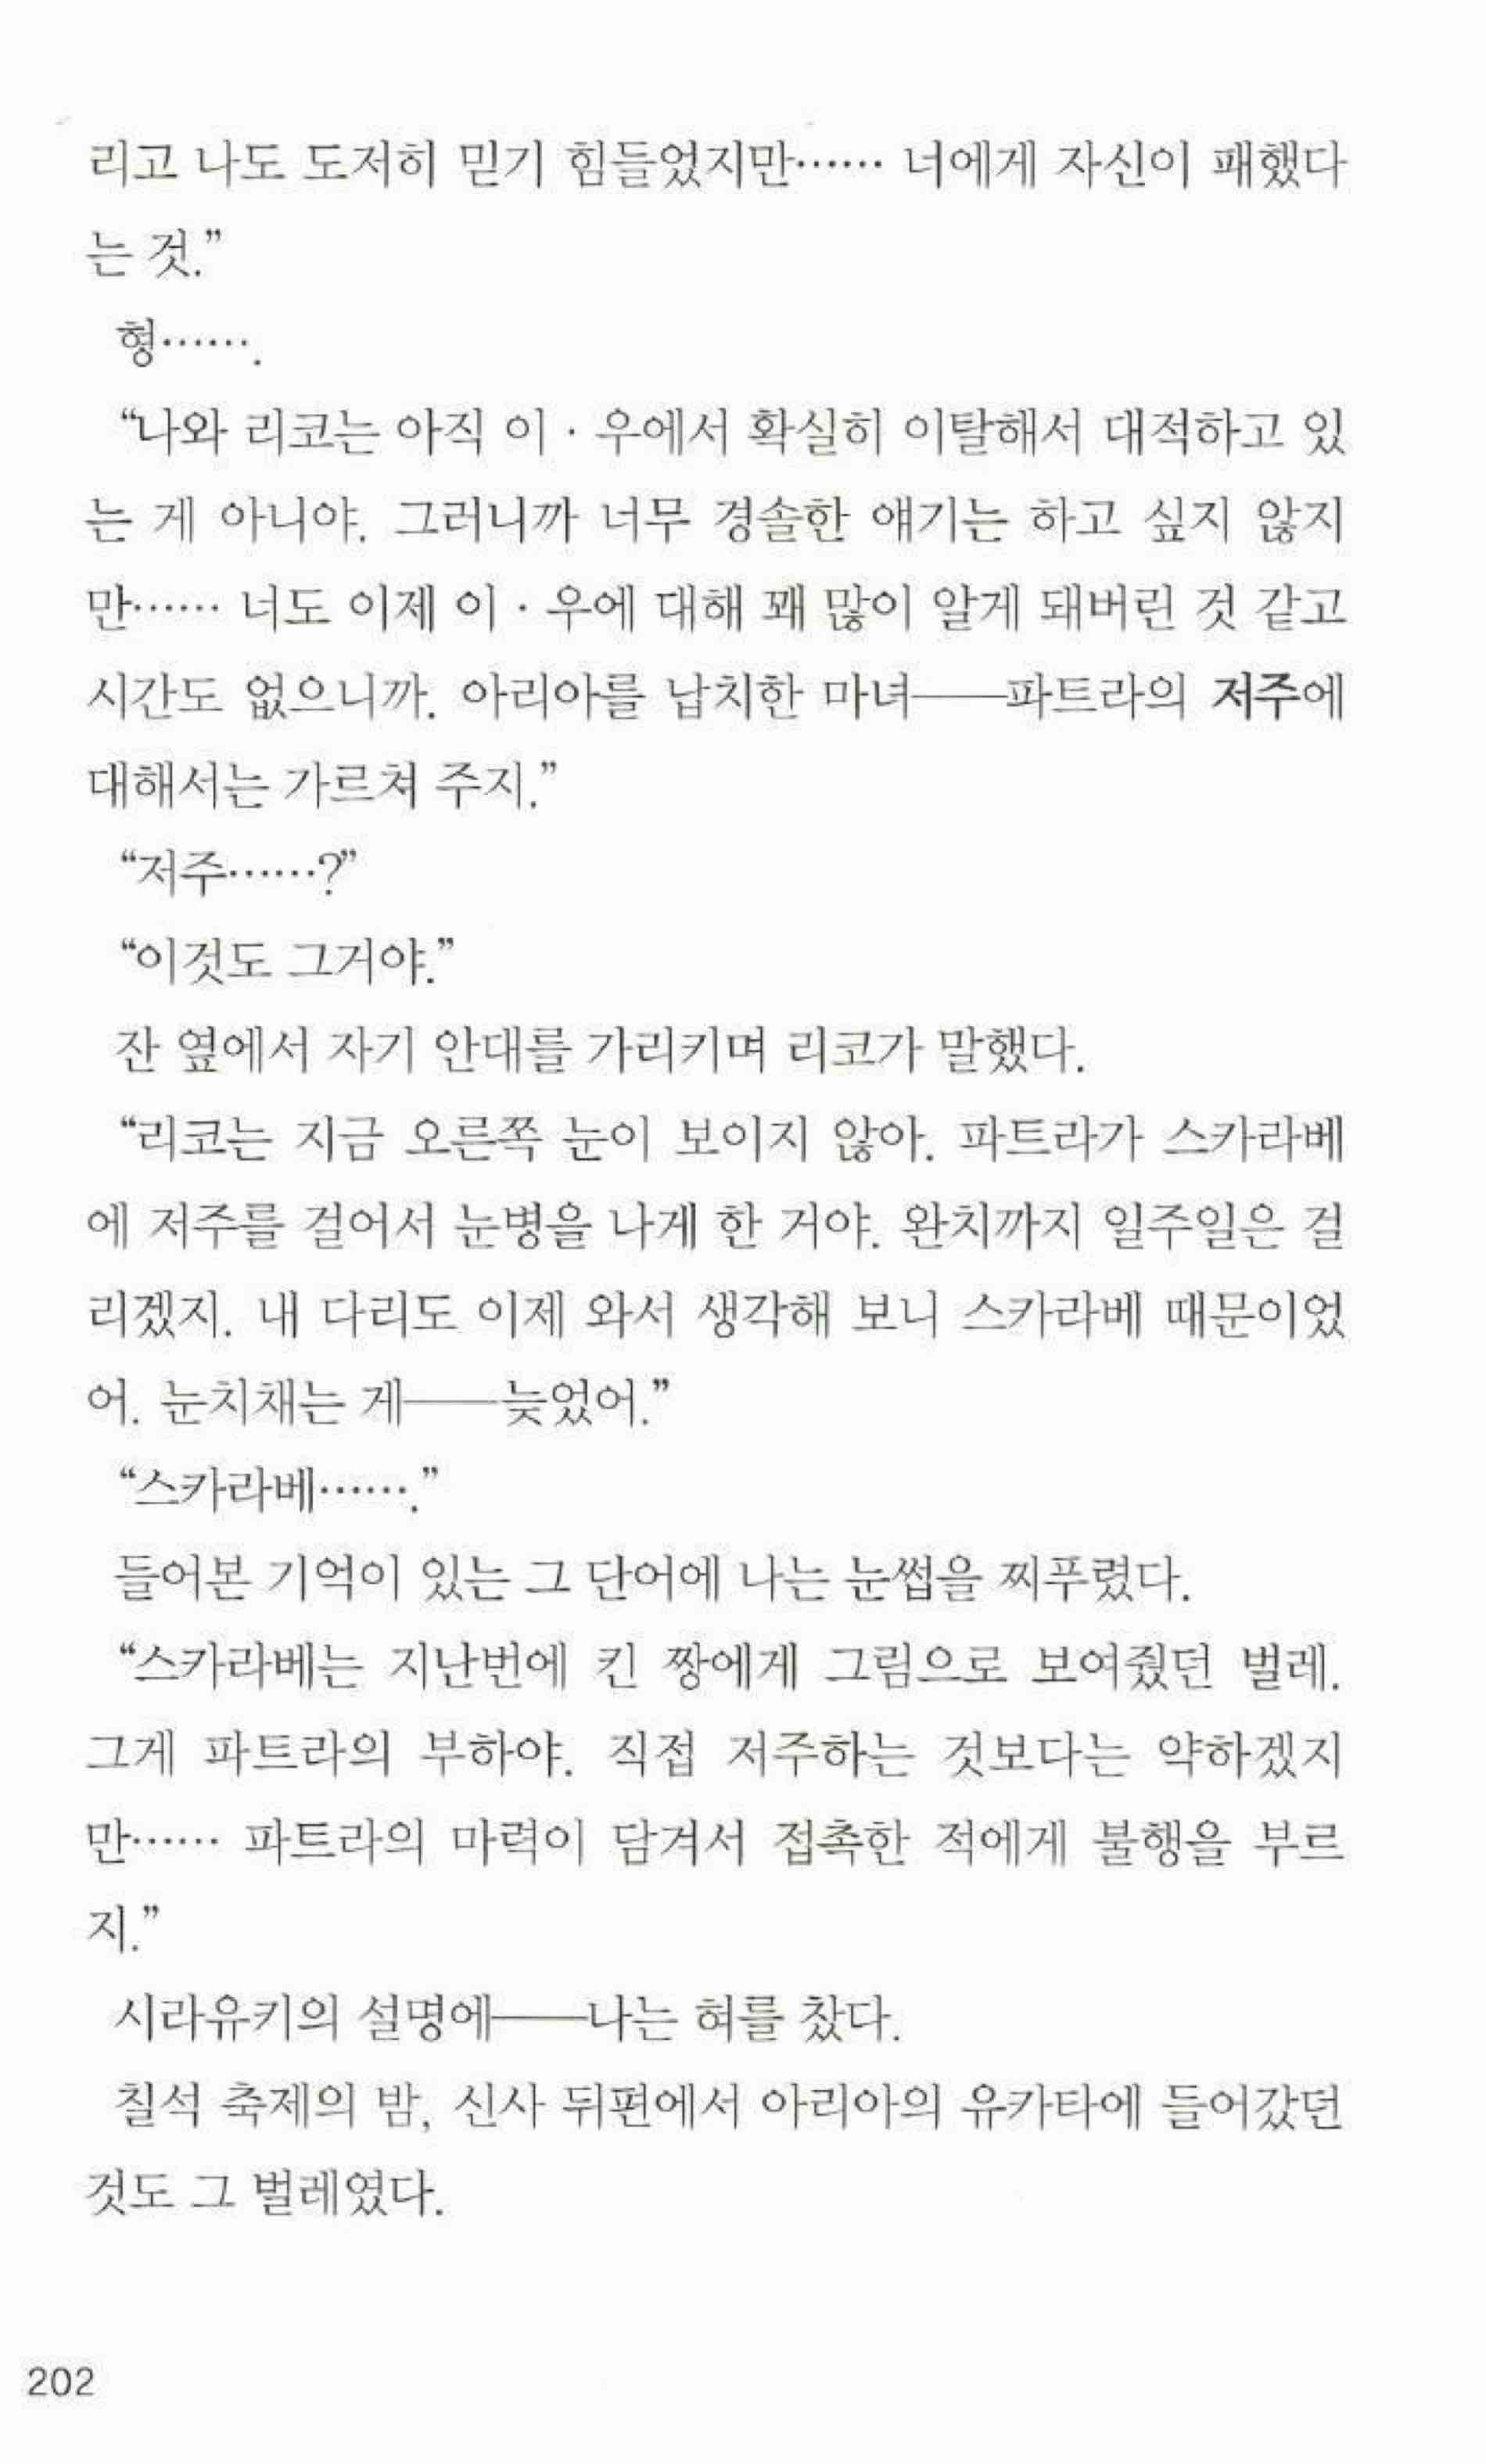 리고 나도 도저히 믿기 힘들었지만…… 너에게 자신이 패했다
는 것.”
형…….
“나와 리코는 아직 이·우에서 확실히 이탈해서 대적하고 있
는 게 아니야. 그러니까 너무 경솔한 얘기는 하고 싶지 않지
만…… 너도 이제 이·우에 대해 꽤 많이 알게 돼버린 것 같고
시간도 없으니까. 아리아를 납치한 마녀──파트라의 저주에
대해서는 가르쳐 주지.”
“저주……?”
“이것도 그거야.”
잔 옆에서 자기 안대를 가리키며 리코가 말했다.
“리코는 지금 오른쪽 눈이 보이지 않아. 파트라가 스카라베
에 저주를 걸어서 눈병을 나게 한 거야. 완치까지 일주일은 걸
리겠지. 내 다리도 이제 와서 생각해 보니 스카라베 때문이었
어. 눈치채는 게──늦었어.”
“스카라베…….”
들어본 기억이 있는 그 단어에 나는 눈썹을 찌푸렸다.
“스카라베는 지난번에 킨 짱에게 그림으로 보여줬던 벌레.
그게 파트라의 부하야. 직접 저주하는 것보다는 약하겠지
만…… 파트라의 마력이 담겨서 접촉한 적에게 불행을 부르
지.”
시라유키의 설명에──나는 혀를 찼다.
칠석 축제의 밤, 신사 뒤편에서 아리아의 유카타에 들어갔던
것도 그 벌레였다.
202